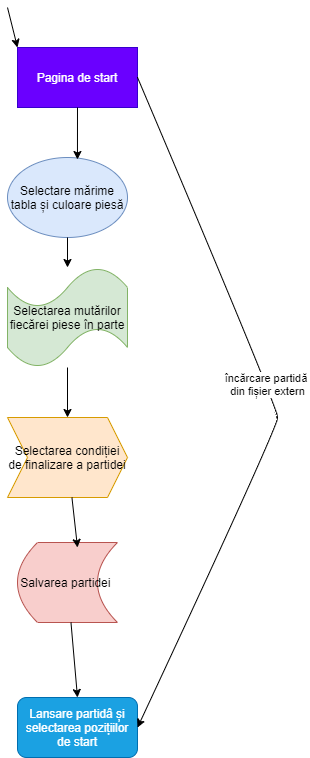 Pagina de start
Selectare mărime
tabla și culoare piesă
Selectarea mutărilor
fiecărei piese în parte
încărcare partidă
din fișier extern
Selectarea condiției
de finalizare a partidei
Salvarea partidei
Lansare partidă și
selectarea pozițiilor
de start